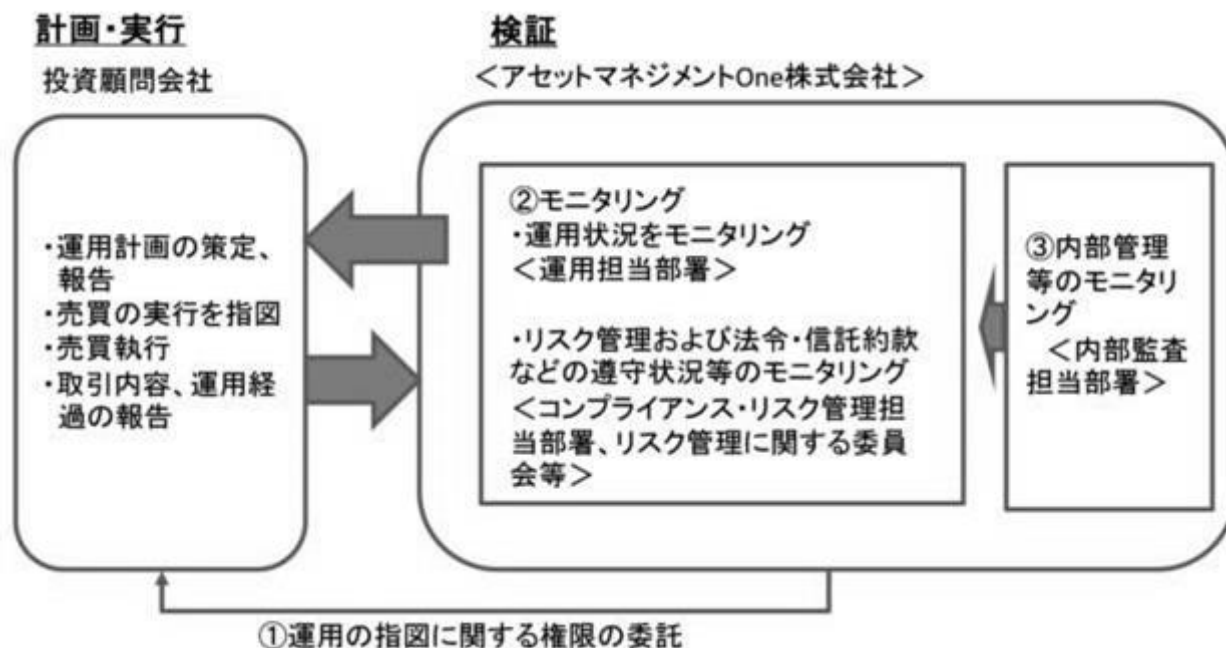 計画・実行
投資顧問会社
・運用計画の策定、
報告
・売買の実行を指図
・売買執行
・取引内容、運用経
過の報告
検証
＜アセットマネジメントOne株式会社＞
②モニタリング
・運用状況をモニタリング
＜運用担当部署＞
・リスク管理および法令・信託約款
などの遵守状況等のモニタリング
＜コンプライアンス・リスク管理担
当部署、リスク管理に関する委員
会等＞
③内部管理
等のモニタリ
ング
＜内部監査
担当部署＞
①運用の指図に関する権限の委託